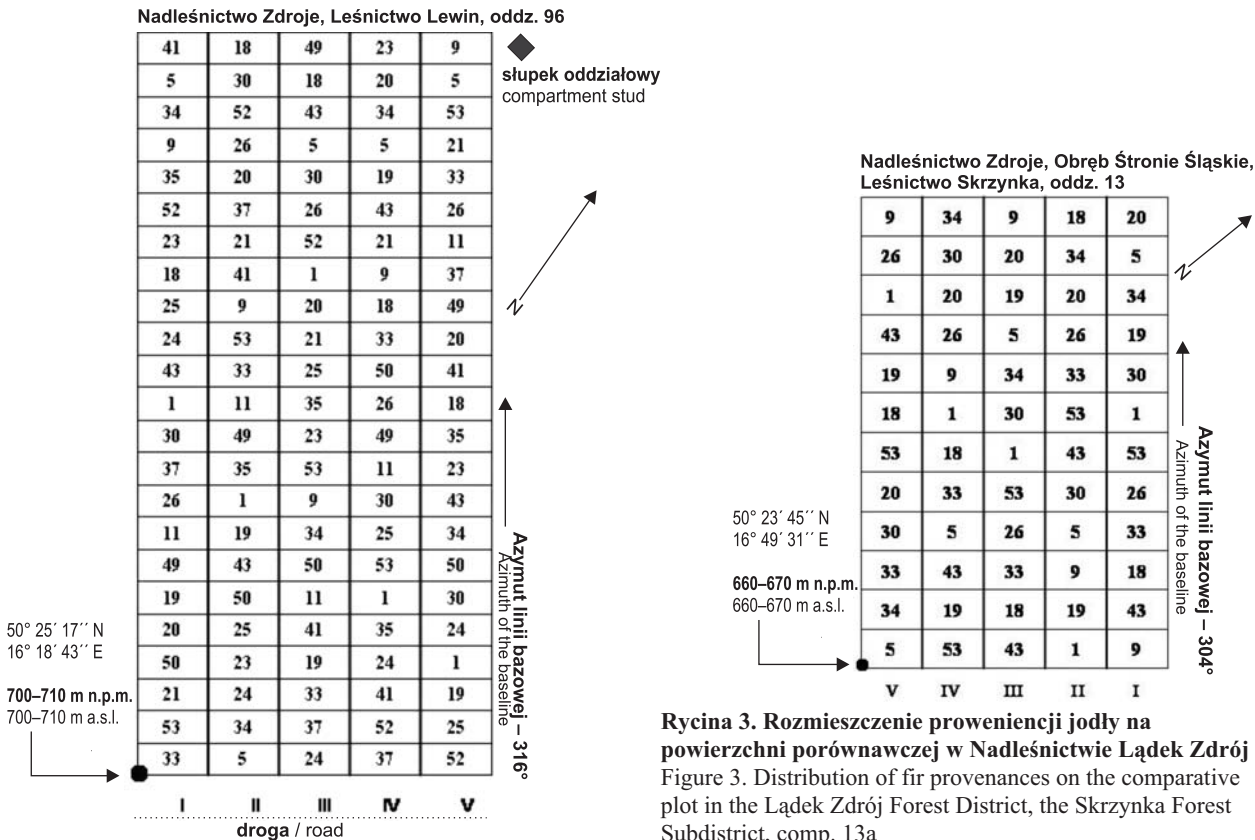 Nadleśnictwo Zdroje, Leśnictwo Lewin, oddz. 96
41 18 49 23 9
5 30 18 20 5
34 52 43 34 53
9 26 5 5 21
35 20 30 19 33
52 37 26 43 26
23 21 52 21 11
18 41 1 9 37
25 9 20 18 49
24 53 21 33 20
43 33 25 50 41
1 11 35 26 18
30 49 23 49 35
37 35 53 11 23
26 1 9 30 43
11 19 34 25 34
49 43 50 53 50
19 50 11 1 30
20 25 41 35 24
50 23 19 24 1
21 24 33 41 19
53 34 37 52 25
33 5 24 37 52
I II III IV V
droga / road
słupek oddziałowy
compartment stud
N
Azymut linii bazowej – 316°
Azimuth of the baseline
50° 25´ 17´´ N
16° 18´ 43´´ E
700–710 m n.p.m.
700–710 m a.s.l.
Nadleśnictwo Zdroje, Obręb Śtronie Śląskie,
Leśnictwo Skrzynka, oddz. 13
9 34 9 18 20
26 30 20 34 5
1 20 19 20 34
43 26 5 26 19
19 9 34 33 30
18 1 30 53 1
53 18 1 43 53
20 33 53 30 26
30 5 26 5 33
33 43 33 9 18
34 19 18 19 43
5 53 43 1 9
V IV III II I
N
Azymut linii bazowej – 304°
Azimuth of the baseline
50° 23´ 45´´ N
16° 49´ 31´´ E
660–670 m n.p.m.
660–670 m a.s.l.
Rycina 3. Rozmieszczenie proweniencji jodły na
powierzchni porównawczej w Nadleśnictwie Lądek Zdrój
Figure 3. Distribution of fir provenances on the comparative
plot in the Lądek Zdrój Forest District, the Skrzynka Forest
Subdistrict, comp. 13a